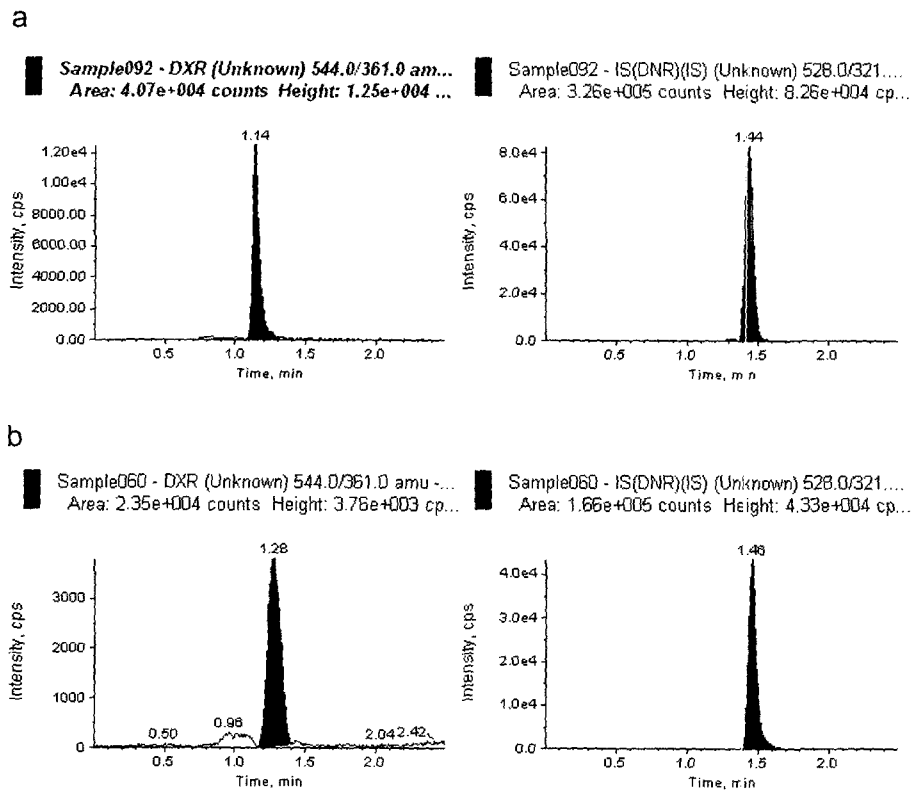 a
Sample092 - DXR (Unknown) 544.0/361.0 am...
Area: 4.07e+004 counts Height: 1.25e+004 ...
1.14
1.20e4
1.00e4
8000.00
6000.00
4000.00
2000.00
0.00
Intensity, cps
0.5 1.0 1.5 2.0
Time, min
Sample092 - IS(DNR)(IS) (Unknown) 528.0/321....
Area: 3.26e+005 counts Height: 8.26e+004 cp...
1.44
8.0e4
6.0e4
4.0e4
2.0e4
0.0
Intensity, cps
0.5 1.0 1.5 2.0
Time, min
b
Sample060 - DXR (Unknown) 544.0/361.0 amu -...
Area: 2.35e+004 counts Height: 3.76e+003 cp...
1.28
3000
2000
1000
0
0.50
0.96
2.04 2.42
Intensity, cps
0.5 1.0 1.5 2.0
Time, min
Sample060 - IS(DNR)(IS) (Unknown) 528.0/321....
Area: 1.66e+005 counts Height: 4.33e+004 cp...
1.46
4.0e4
3.0e4
2.0e4
1.0e4
0.0
Intensity, cps
0.5 1.0 1.5 2.0
Time, min